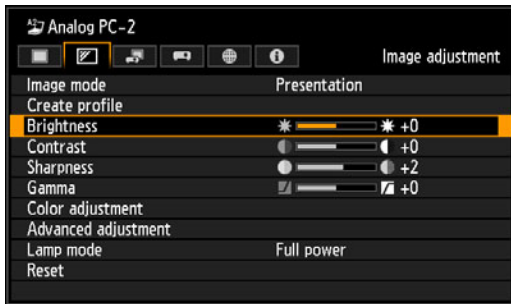 Analog PC-2
Image adjustment
Image mode Presentation
Create profile
Brightness +0
Contrast +0
Sharpness +2
Gamma +0
Color adjustment
Advanced adjustment
Lamp mode Full power
Reset